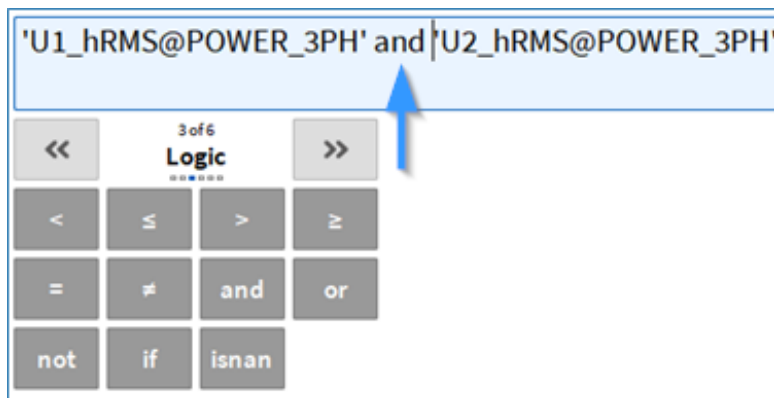 'U1_hRMS@POWER_3PH' and 'U2_hRMS@POWER_3PH'
<< 3 of 6 >>
Logic
< ≤ > ≥
= ≠ and or
not if isnan